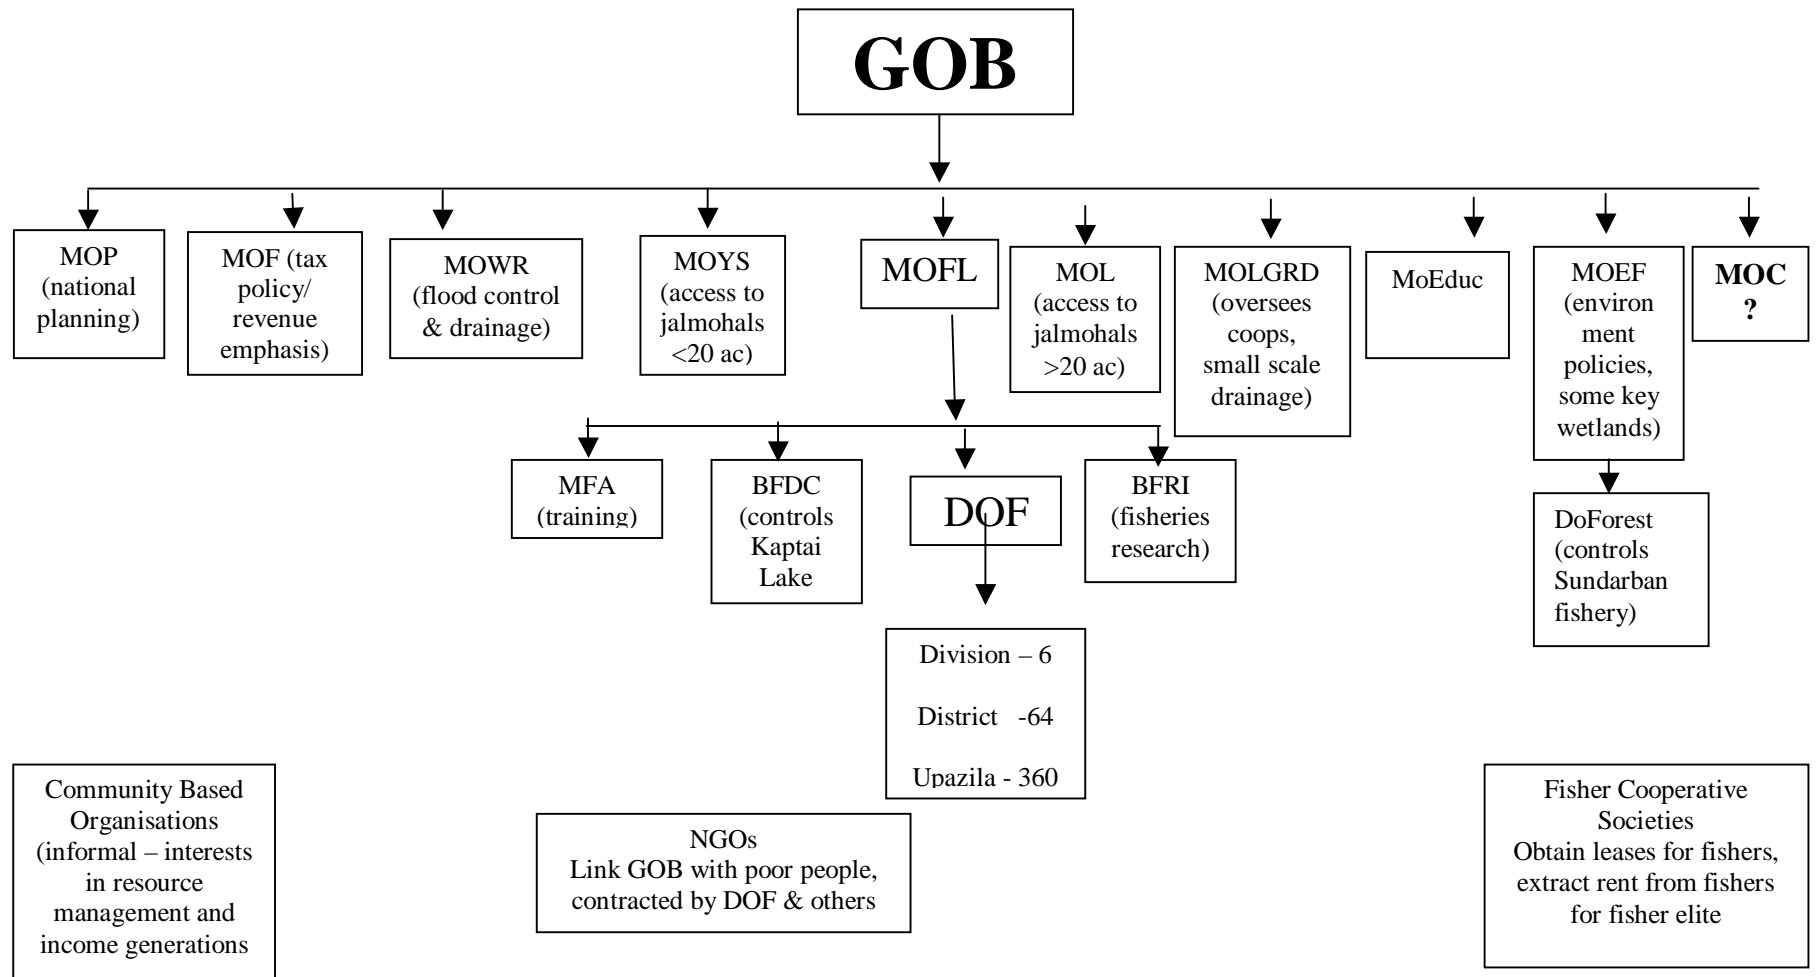 GOB
MOP
(national
planning)
MOF (tax
policy/
revenue
emphasis)
MOWR
(flood control
& drainage)
MOYS
(access to
jalmohals
<20 ac)
MOFL
MOL
(access to
jalmohals
>20 ac)
MOLGRD
(oversees
coops,
small scale
drainage)
MoEduc
MOEF
(environ
ment
policies,
some key
wetlands)
MOC
?
MFA
(training)
BFDC
(controls
Kaptai
Lake
DOF
BFRI
(fisheries
research)
DoForest
(controls
Sundarban
fishery)
Division – 6
District -64
Upazila - 360
Community Based
Organisations
(informal – interests
in resource
management and
income generations
NGOs
Link GOB with poor people,
contracted by DOF & others
Fisher Cooperative
Societies
Obtain leases for fishers,
extract rent from fishers
for fisher elite